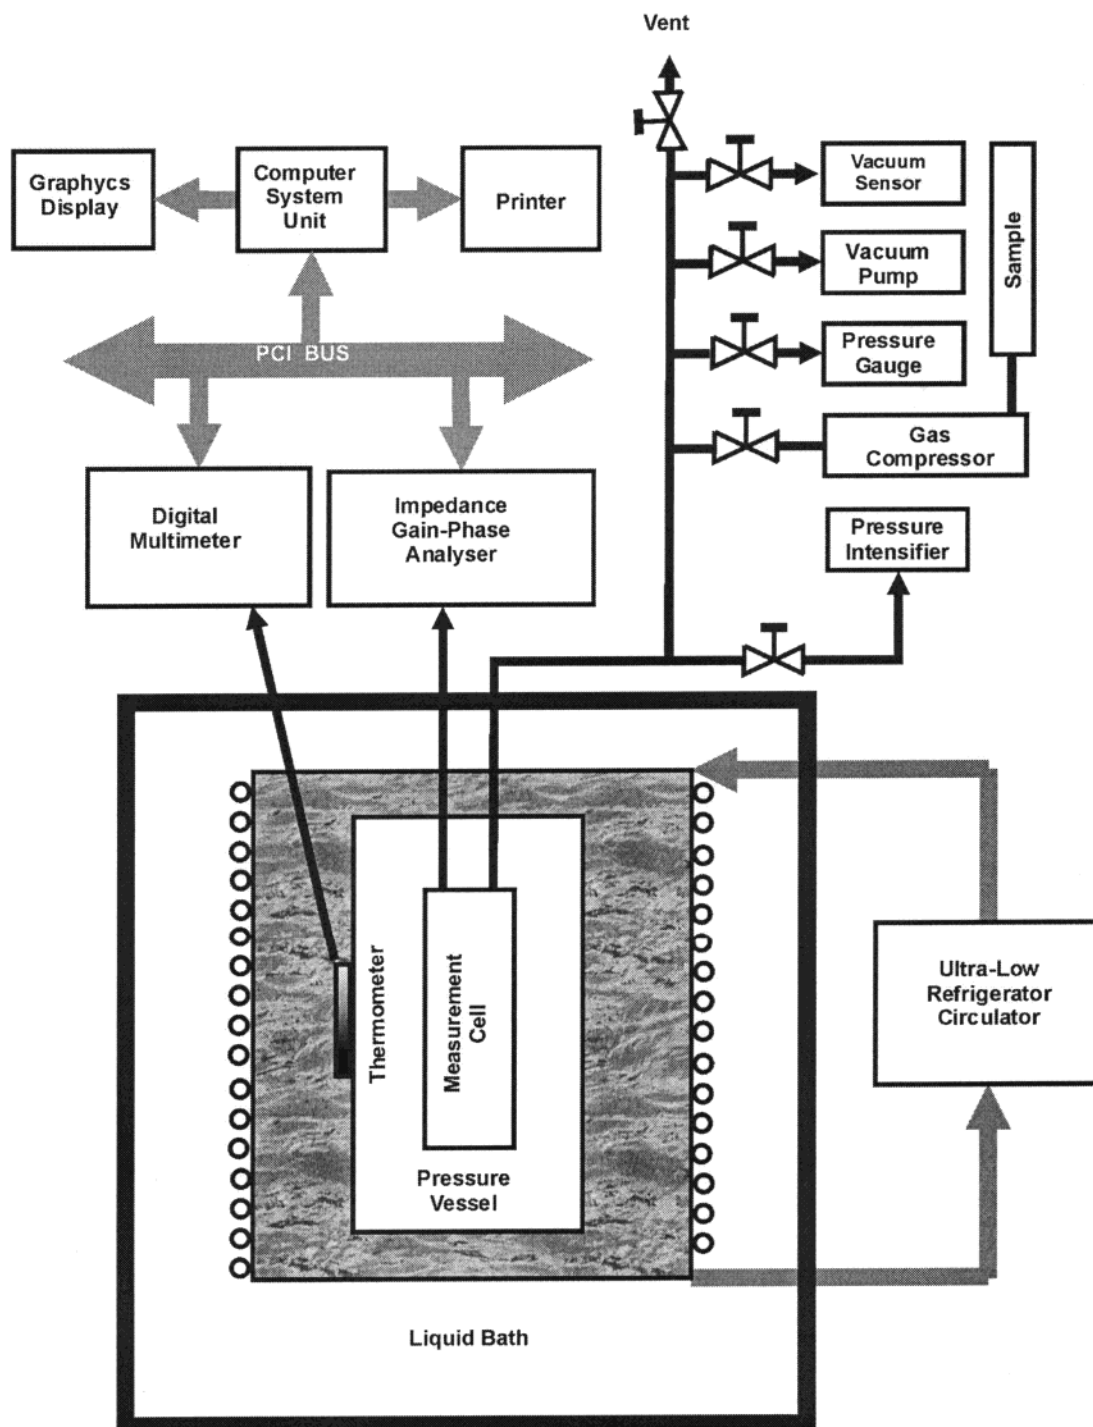 Vent
Graphycs
Display
Computer
System
Unit
Printer
Vacuum
Sensor
Vacuum
Pump
Sample
Pressure
Gauge
PCI BUS
Gas
Compressor
Digital
Multimeter
Impedance
Gain-Phase
Analyser
Pressure
Intensifier
Thermometer
Measurement
Cell
Ultra-Low
Refrigerator
Circulator
Pressure
Vessel
Liquid Bath